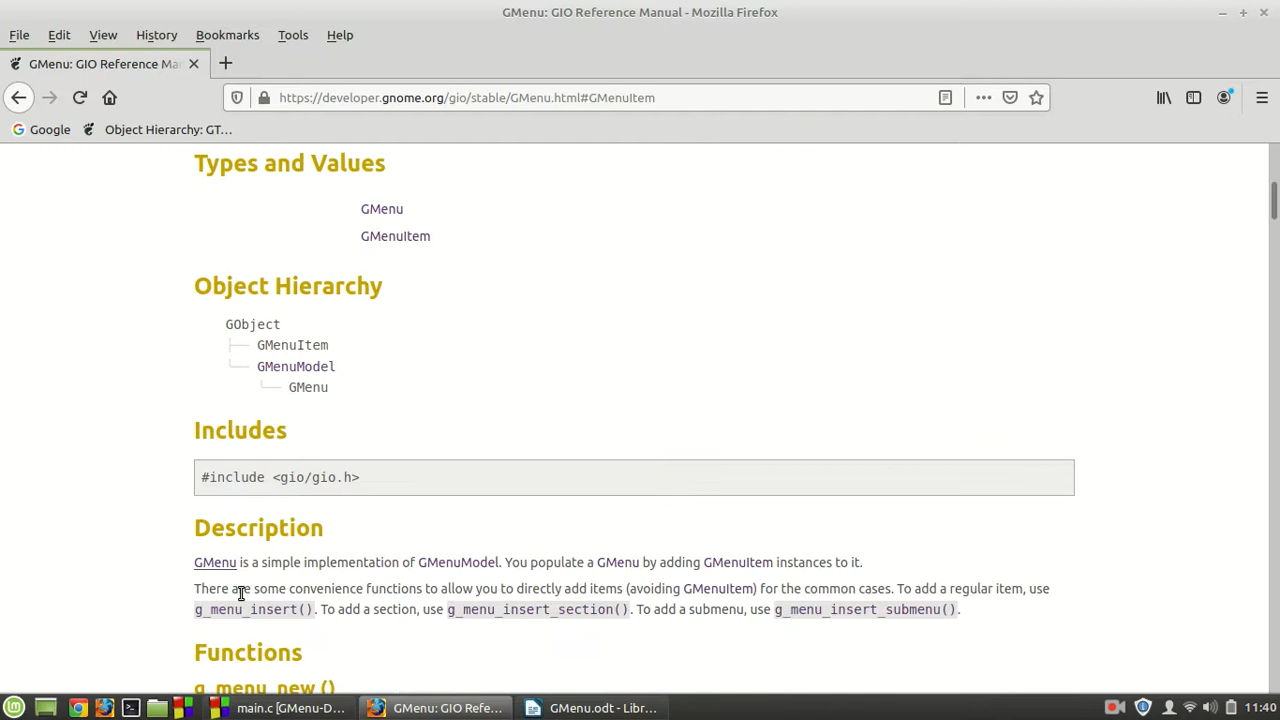 GMenu: GIO Reference Manual - Mozilla Firefox
File Edit View History Bookmarks Tools Help
GMenu: GIO Reference Ma
https://developer.gnome.org/gio/stable/GMenu.html#GMenuItem
Google Object Hierarchy: GT...
Types and Values
GMenu
GMenuItem
Object Hierarchy
GObject
GMenuItem
GMenuModel
GMenu
Includes
#include <gio/gio.h>
Description
GMenu is a simple implementation of GMenuModel. You populate a GMenu by adding GMenuItem instances to it.
There are some convenience functions to allow you to directly add items (avoiding GMenuItem) for the common cases. To add a regular item, use
g_menu_insert(). To add a section, use g_menu_insert_section(). To add a submenu, use g_menu_insert_submenu().
Functions
g_menu_new ()
main.c [GMenu-D... GMenu: GIO Refe... GMenu.odt - Libr... 11:40